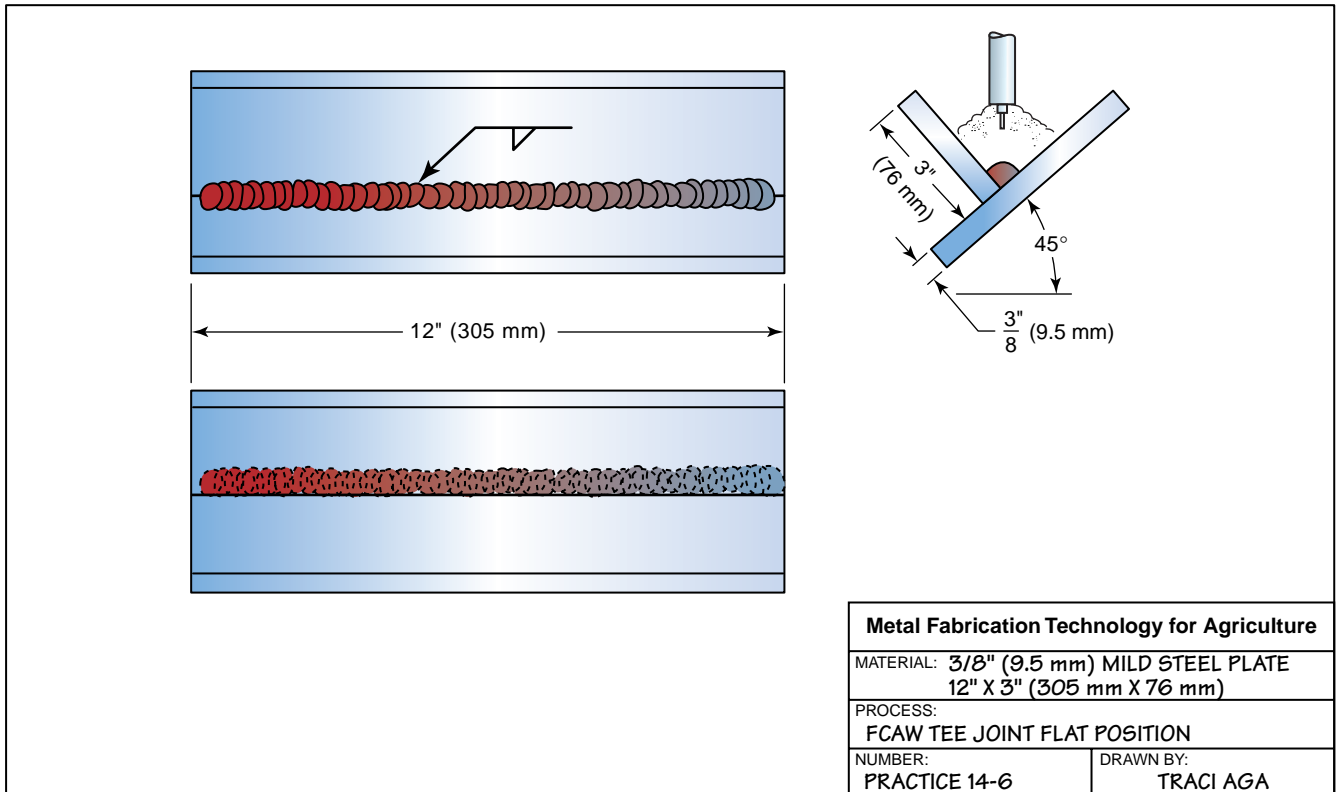 3"
(76 mm)
45°
12" (305 mm)
3"
8 (9.5 mm)
Metal Fabrication Technology for Agriculture
MATERIAL: 3/8" (9.5 mm) MILD STEEL PLATE
12" X 3" (305 mm X 76 mm)
PROCESS:
FCAW TEE JOINT FLAT POSITION
NUMBER:
PRACTICE 14-6
DRAWN BY:
TRACI AGA